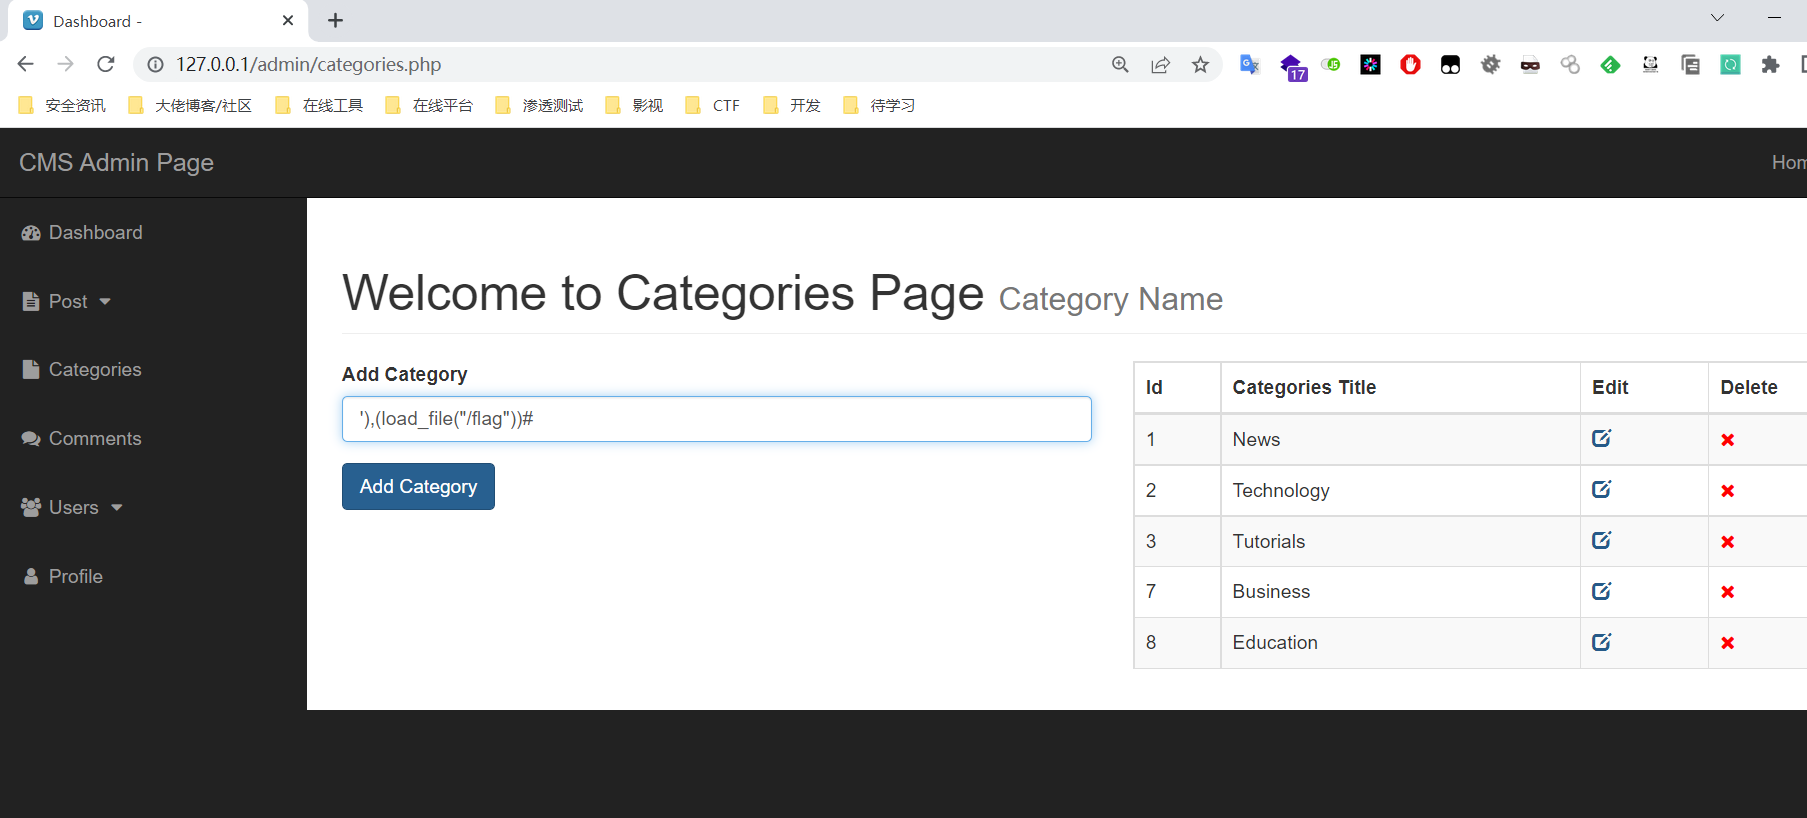 Dashboard -
127.0.0.1/admin/categories.php
17
安全资讯 大佬博客/社区 在线工具 在线平台 渗透测试 影视 CTF 开发 待学习
CMS Admin Page
Hom
Dashboard
Post
Categories
Comments
Users
Profile
Welcome to Categories Page Category Name
Add Category
'),(load_file("/flag"))#
Add Category
Id Categories Title Edit Delete
1 News
2 Technology
3 Tutorials
7 Business
8 Education